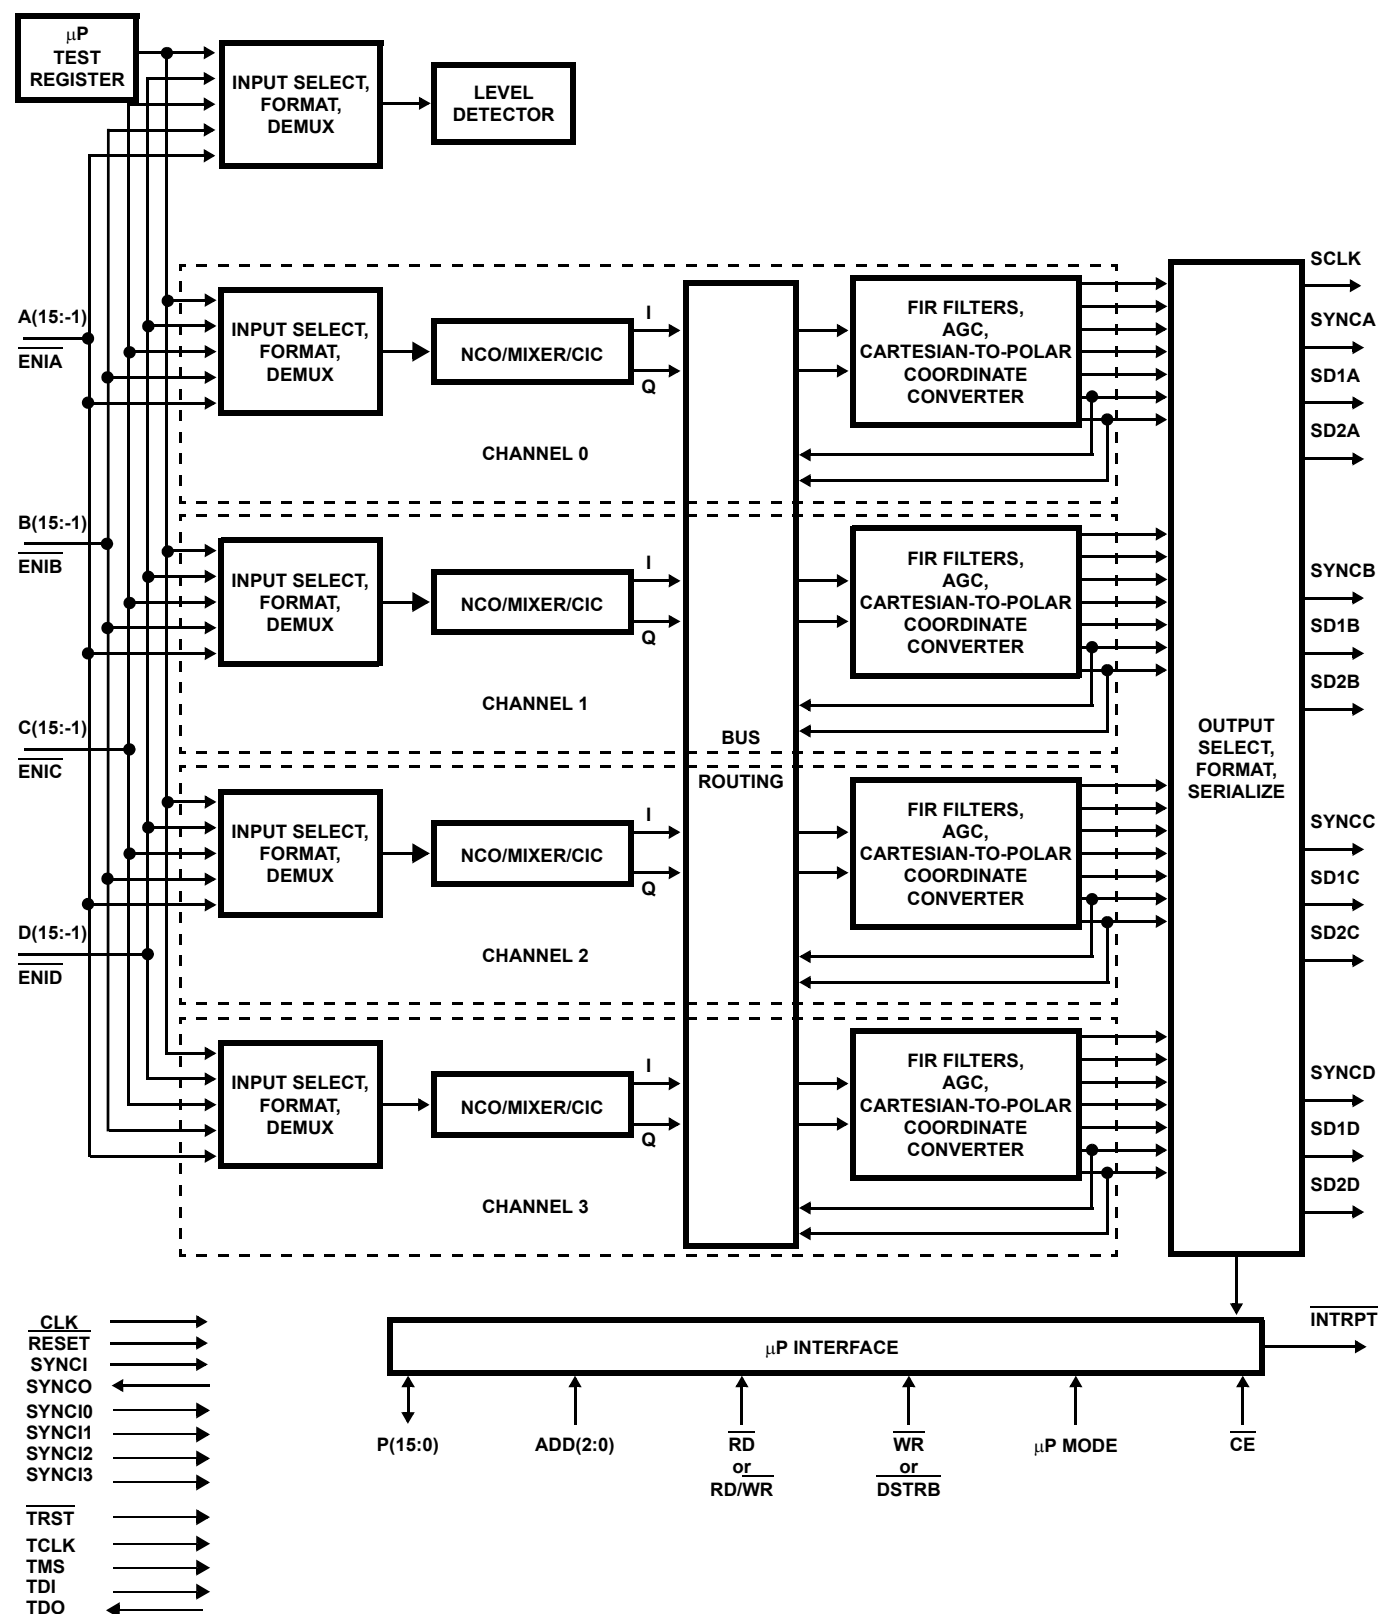 μP
TEST
REGISTER
INPUT SELECT,
FORMAT,
DEMUX
LEVEL
DETECTOR
A(15:-1)
ENIA
B(15:-1)
ENIB
C(15:-1)
ENIC
D(15:-1)
ENID
INPUT SELECT,
FORMAT,
DEMUX
NCO/MIXER/CIC
I
Q
FIR FILTERS,
AGC,
CARTESIAN-TO-POLAR
COORDINATE
CONVERTER
CHANNEL 0
INPUT SELECT,
FORMAT,
DEMUX
NCO/MIXER/CIC
I
Q
FIR FILTERS,
AGC,
CARTESIAN-TO-POLAR
COORDINATE
CONVERTER
CHANNEL 1
BUS
ROUTING
INPUT SELECT,
FORMAT,
DEMUX
NCO/MIXER/CIC
I
Q
FIR FILTERS,
AGC,
CARTESIAN-TO-POLAR
COORDINATE
CONVERTER
CHANNEL 2
INPUT SELECT,
FORMAT,
DEMUX
NCO/MIXER/CIC
I
Q
FIR FILTERS,
AGC,
CARTESIAN-TO-POLAR
COORDINATE
CONVERTER
CHANNEL 3
OUTPUT
SELECT,
FORMAT,
SERIALIZE
SCLK
SYNCA
SD1A
SD2A
SYNCB
SD1B
SD2B
SYNCC
SD1C
SD2C
SYNCD
SD1D
SD2D
CLK
RESET
SYNCI
SYNCO
SYNCI0
SYNCI1
SYNCI2
SYNCI3
TRST
TCLK
TMS
TDI
TDO
μP INTERFACE
INTRPT
P(15:0)
ADD(2:0)
RD
or
RD/WR
WR
or
DSTRB
μP MODE
CE